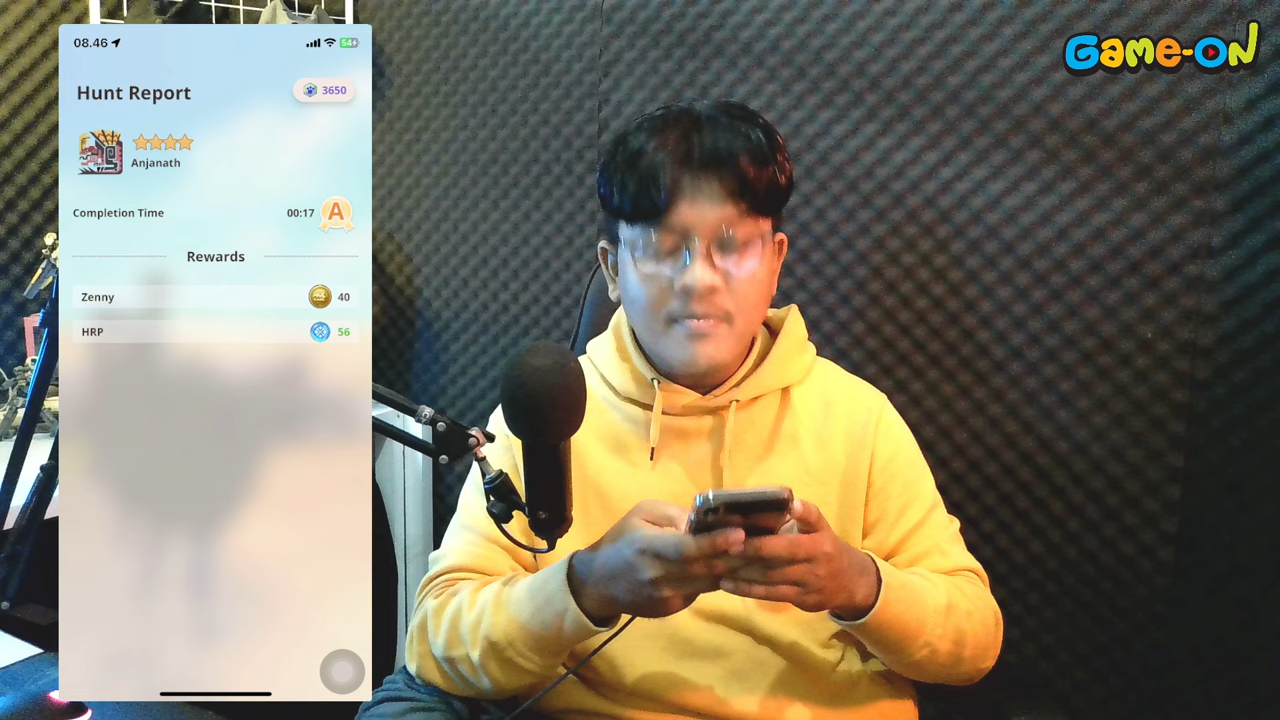 08.46
54
Hunt Report
3650
Anjanath
Completion Time
00:17 A
Rewards
Zenny
40
HRP
56
GAME-ON